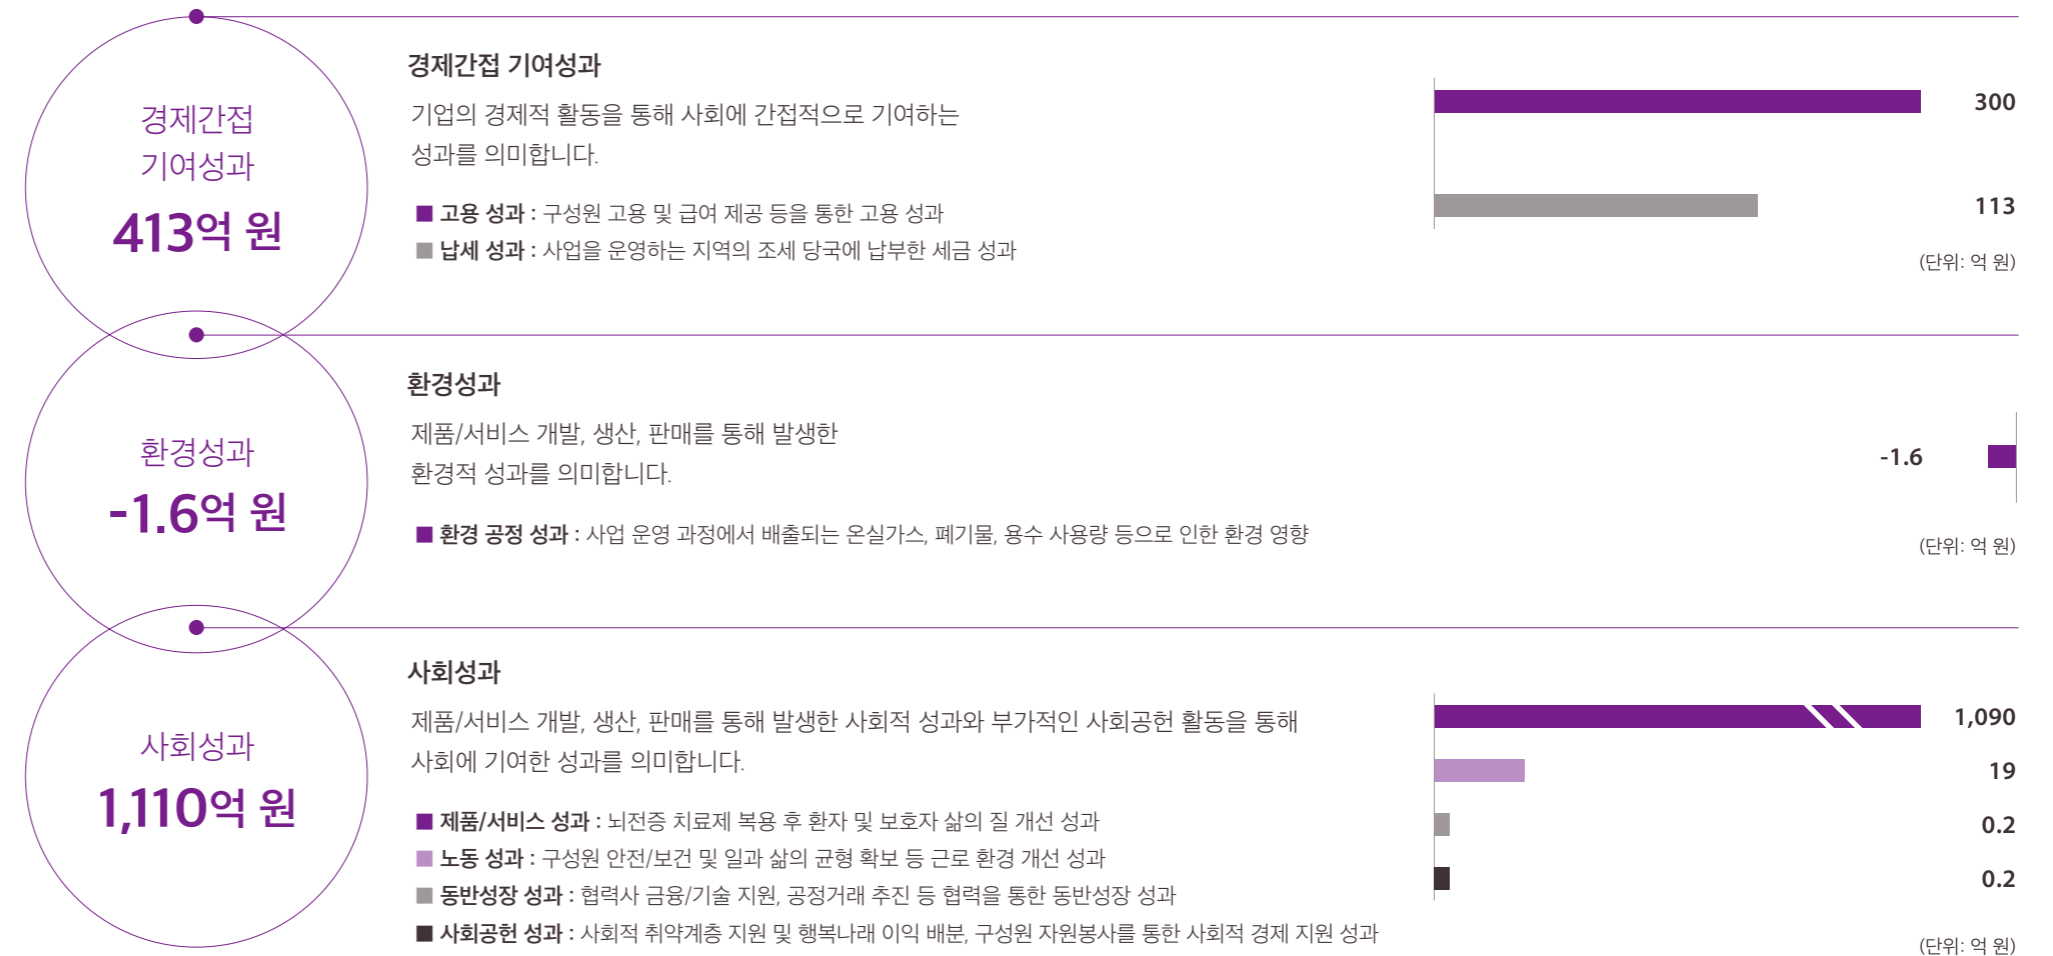 경제간접
기여성과
413억 원
경제간접 기여성과
기업의 경제적 활동을 통해 사회에 간접적으로 기여하는
성과를 의미합니다.
■ 고용 성과 : 구성원 고용 및 급여 제공 등을 통한 고용 성과
■ 납세 성과 : 사업을 운영하는 지역의 조세 당국에 납부한 세금 성과
300
113
(단위: 억 원)
환경성과
-1.6억 원
환경성과
제품/서비스 개발, 생산, 판매를 통해 발생한
환경적 성과를 의미합니다.
■ 환경 공정 성과 : 사업 운영 과정에서 배출되는 온실가스, 폐기물, 용수 사용량 등으로 인한 환경 영향
-1.6
(단위: 억 원)
사회성과
1,110억 원
사회성과
제품/서비스 개발, 생산, 판매를 통해 발생한 사회적 성과와 부가적인 사회공헌 활동을 통해
사회에 기여한 성과를 의미합니다.
■ 제품/서비스 성과 : 뇌전증 치료제 복용 후 환자 및 보호자 삶의 질 개선 성과
■ 노동 성과 : 구성원 안전/보건 및 일과 삶의 균형 확보 등 근로 환경 개선 성과
■ 동반성장 성과 : 협력사 금융/기술 지원, 공정거래 추진 등 협력을 통한 동반성장 성과
■ 사회공헌 성과 : 사회적 취약계층 지원 및 행복나래 이익 배분, 구성원 자원봉사를 통한 사회적 경제 지원 성과
1,090
19
0.2
0.2
(단위: 억 원)